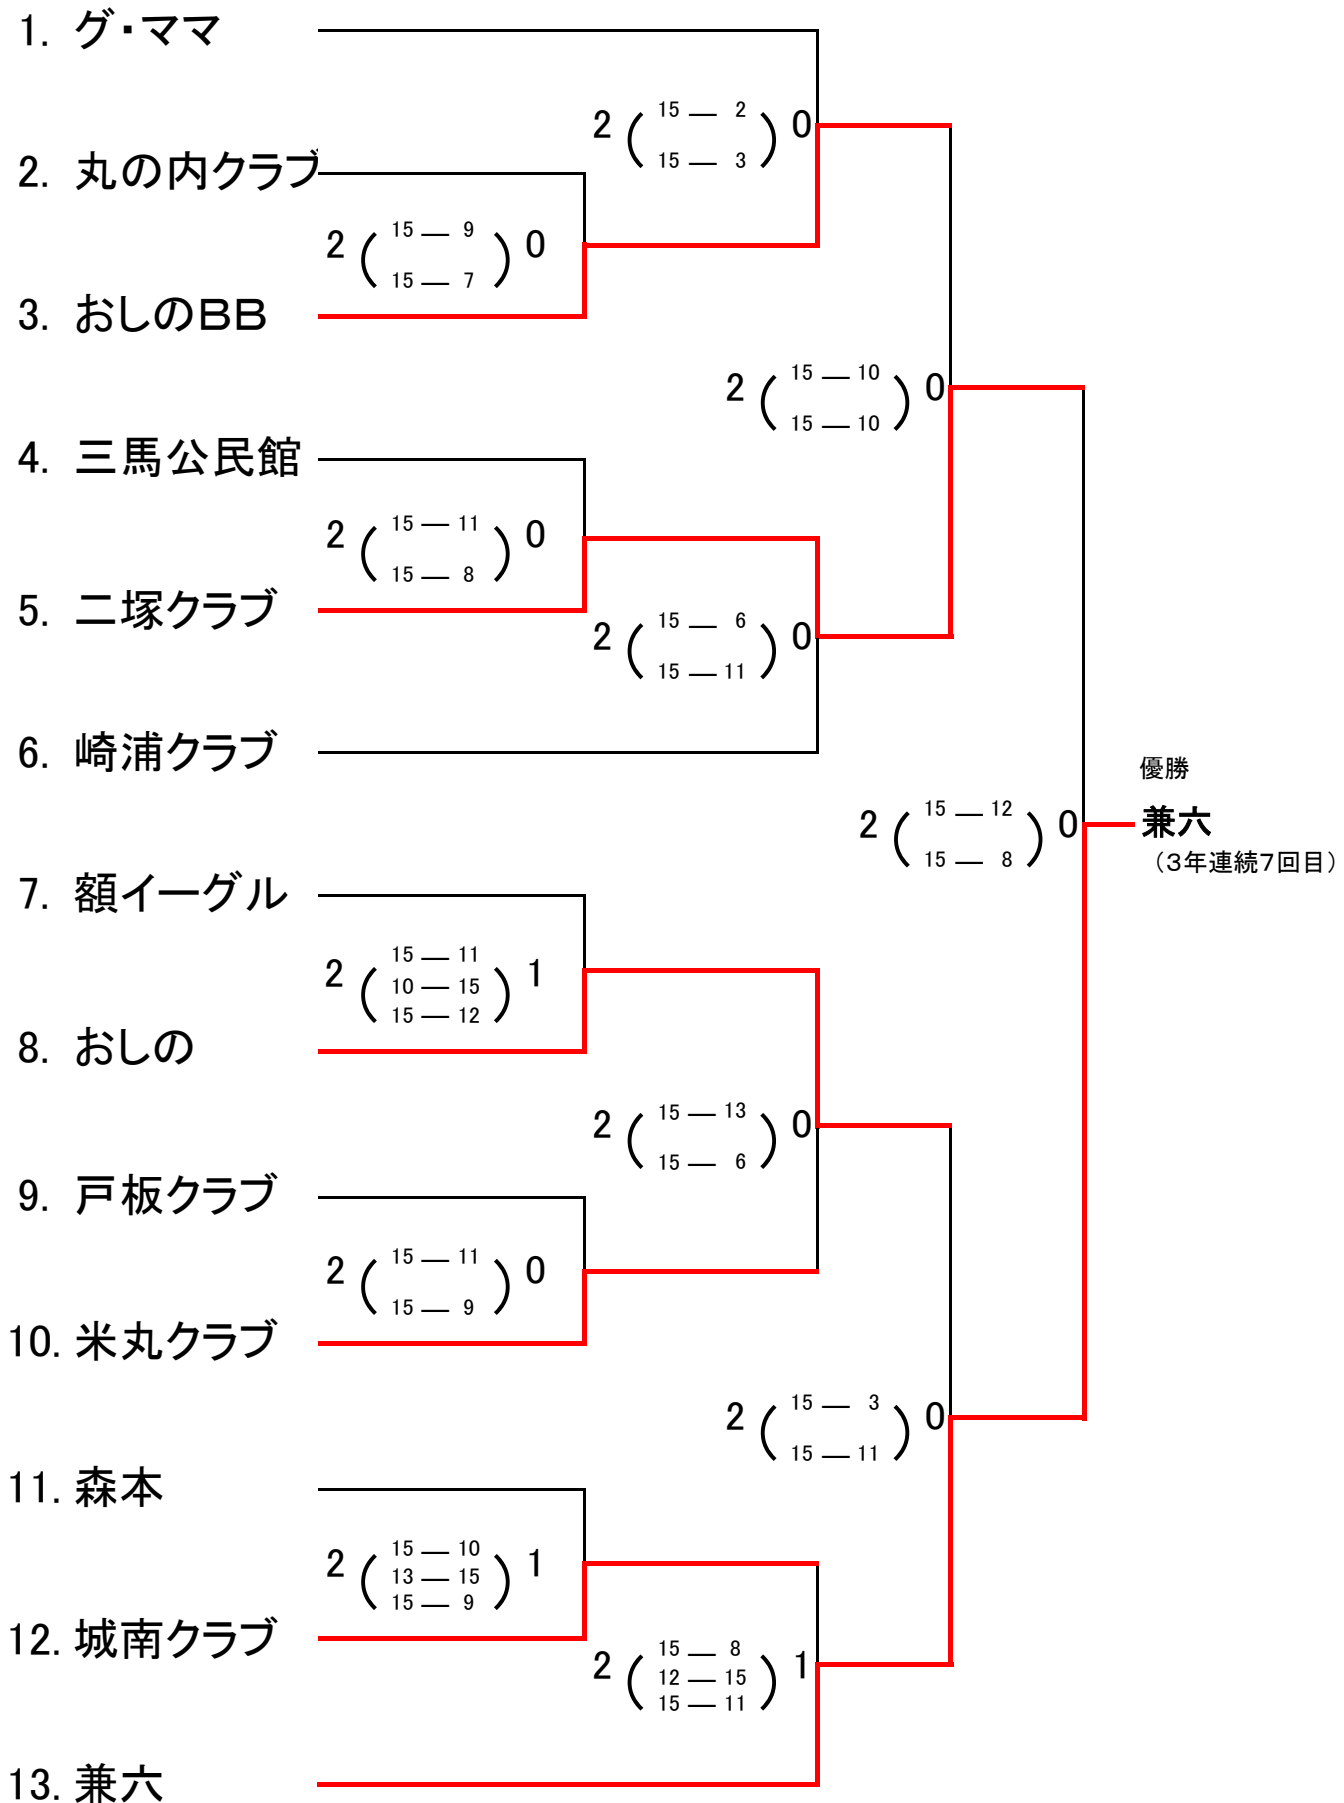 1. グ・ママ
2 ( 15 ― 2 ) 0
15 ― 3
2. 丸の内クラブ
2 ( 15 ― 9 ) 0
15 ― 7
3. おしのBB
2 ( 15 ― 10 ) 0
15 ― 10
4. 三馬公民館
2 ( 15 ― 11 ) 0
15 ― 8
5. 二塚クラブ
2 ( 15 ― 6 ) 0
15 ― 11
6. 崎浦クラブ
優勝
2 ( 15 ― 12 ) 0
15 ― 8
兼六
（3年連続7回目）
7. 額イーグル
2 ( 15 ― 11 ) 1
10 ― 15
15 ― 12
8. おしの
2 ( 15 ― 13 ) 0
15 ― 6
9. 戸板クラブ
2 ( 15 ― 11 ) 0
15 ― 9
10. 米丸クラブ
2 ( 15 ― 3 ) 0
15 ― 11
11. 森本
2 ( 15 ― 10 ) 1
13 ― 15
15 ― 9
12. 城南クラブ
2 ( 15 ― 8 ) 1
12 ― 15
15 ― 11
13. 兼六